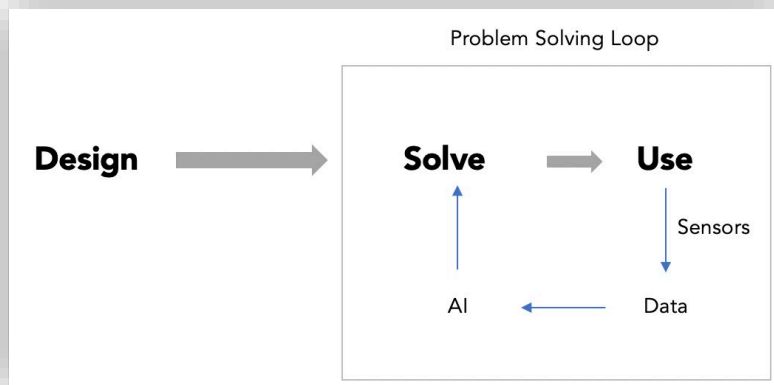 Problem Solving Loop
Design
Solve
Use
Sensors
AI
Data